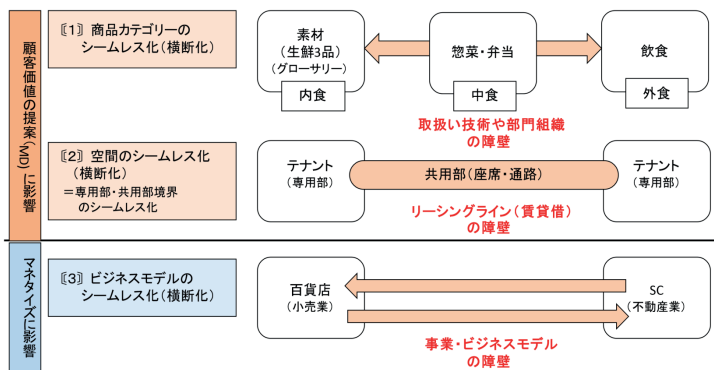 顧客価値の提案(MD)に影響
〖1〗商品カテゴリーの
シームレス化(横断化)
素材
(生鮮3品)
(グローサリー)
内食
惣菜・弁当
中食
飲食
外食
取扱い技術や部門組織
の障壁
〖2〗空間のシームレス化
(横断化)
＝専用部・共用部境界
のシームレス化
テナント
(専用部)
共用部(座席・通路)
テナント
(専用部)
リーシングライン(賃貸借)
の障壁
マネタイズに影響
〖3〗ビジネスモデルの
シームレス化(横断化)
百貨店
(小売業)
SC
(不動産業)
事業・ビジネスモデル
の障壁